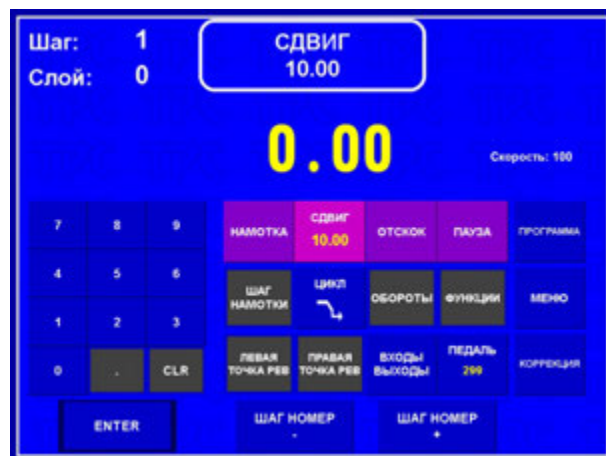 Шаг: 1
Слой: 0
СДВИГ
10.00
0.00
Скорость: 100
7 8 9
НАМОТКА
СДВИГ
10.00
ОТСКОК
ПАУЗА
ПРОГРАММА
4 5 6
ШАГ
НАМОТКИ
ЦИКЛ
ОБОРОТЫ
ФУНКЦИИ
МЕНЮ
1 2 3
0 . CLR
ЛЕВАЯ
ТОЧКА РЕВ
ПРАВАЯ
ТОЧКА РЕВ
ВХОДЫ
ВЫХОДЫ
ПЕДАЛЬ
299
КОРРЕКЦИЯ
ENTER
ШАГ НОМЕР
-
ШАГ НОМЕР
+